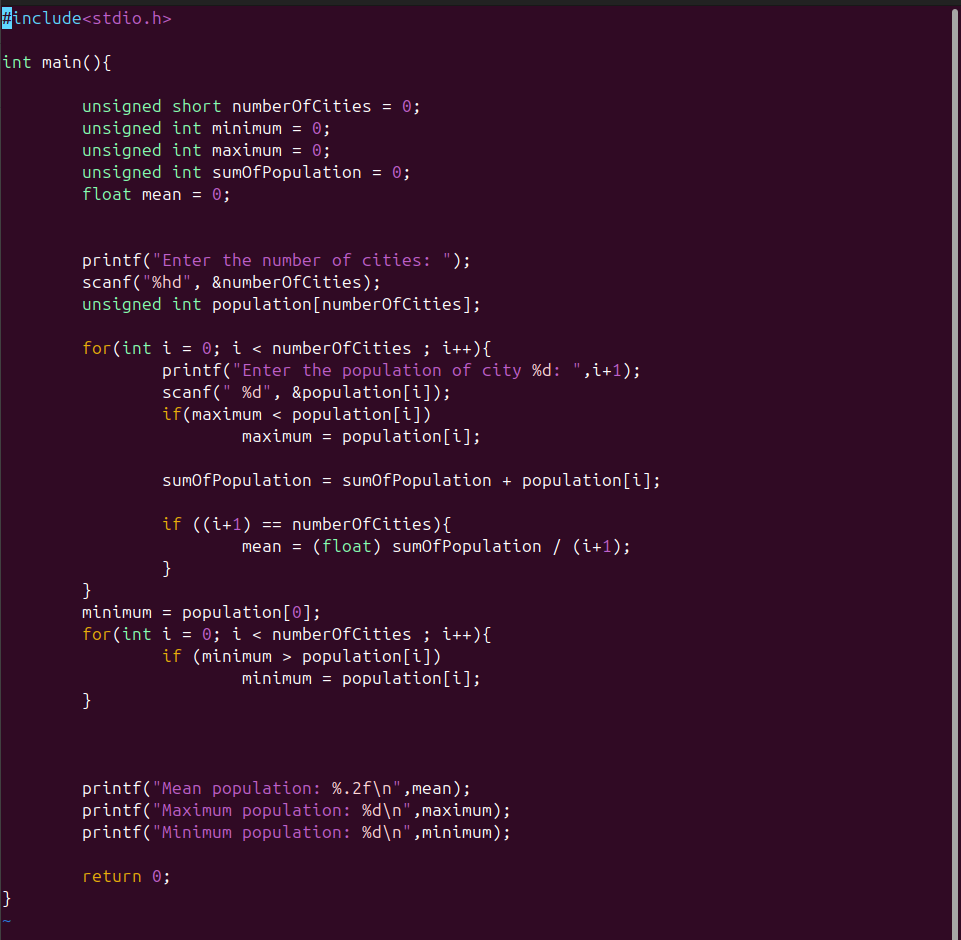 #include<stdio.h>
int main(){
unsigned short numberOfCities = 0;
unsigned int minimum = 0;
unsigned int maximum = 0;
unsigned int sumOfPopulation = 0;
float mean = 0;
printf("Enter the number of cities: ");
scanf("%hd", &numberOfCities);
unsigned int population[numberOfCities];
for(int i = 0; i < numberOfCities ; i++){
printf("Enter the population of city %d: ",i+1);
scanf(" %d", &population[i]);
if(maximum < population[i])
maximum = population[i];
sumOfPopulation = sumOfPopulation + population[i];
if ((i+1) == numberOfCities){
mean = (float) sumOfPopulation / (i+1);
}
}
minimum = population[0];
for(int i = 0; i < numberOfCities ; i++){
if (minimum > population[i])
minimum = population[i];
}
printf("Mean population: %.2f\n",mean);
printf("Maximum population: %d\n",maximum);
printf("Minimum population: %d\n",minimum);
return 0;
}
~